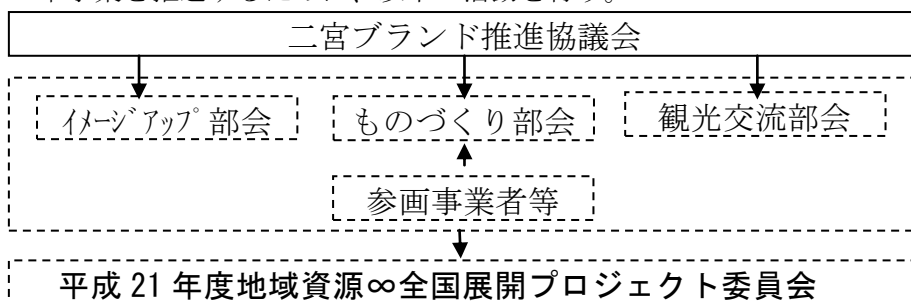 二宮ブランド推進協議会
ｲﾒｰｼﾞｱｯﾌﾟ部会 ものづくり部会 観光交流部会
参画事業者等
平成 21 年度地域資源∞全国展開プロジェクト委員会